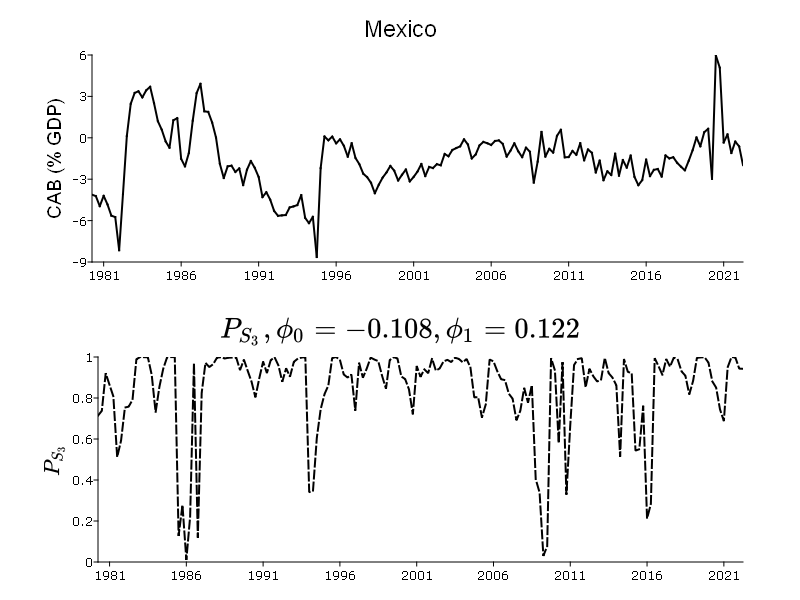 Mexico
CAB (% GDP)
6
3
0
−3
−6
−9
1981 1986 1991 1996 2001 2006 2011 2016 2021
P_{S_3}, ϕ_0 = −0.108, ϕ_1 = 0.122
P_{S_3}
1
0.8
0.6
0.4
0.2
0
1981 1986 1991 1996 2001 2006 2011 2016 2021